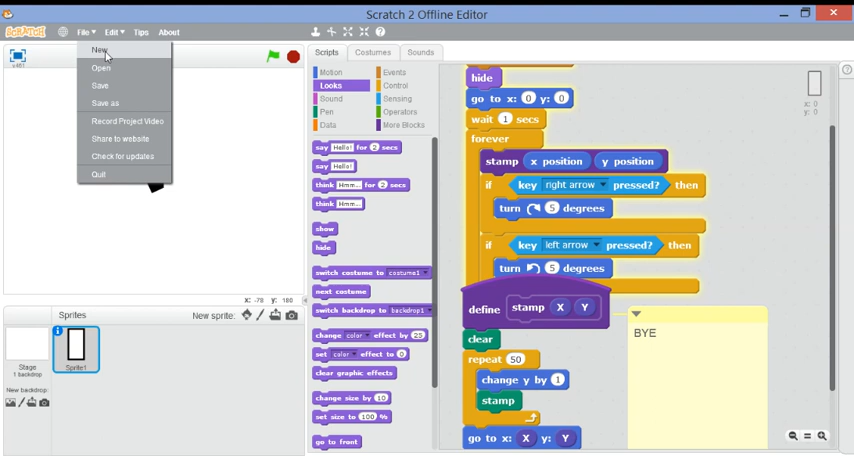 Scratch 2 Offline Editor
SCRATCH File Edit Tips About
v461
New
Open
Save
Save as
Record Project Video
Share to website
Check for updates
Quit
X: -78 y: 180
Sprites New sprite:
Stage
1 backdrop
New backdrop:
Sprite1
Scripts Costumes Sounds
Motion Events
Looks Control
Sound Sensing
Pen Operators
Data More Blocks
say Hello! for 2 secs
say Hello!
think Hmm... for 2 secs
think Hmm...
show
hide
switch costume to costume1
next costume
switch backdrop to backdrop1
change color effect by 25
set color effect to 0
clear graphic effects
change size by 10
set size to 100 %
go to front
hide
go to x: 0 y: 0
wait 1 secs
forever
stamp x position y position
if key right arrow pressed? then
turn 5 degrees
if key left arrow pressed? then
turn 5 degrees
define stamp X Y
clear
repeat 50
change y by 1
stamp
go to x: X y: Y
BYE
x: 0
y: 0